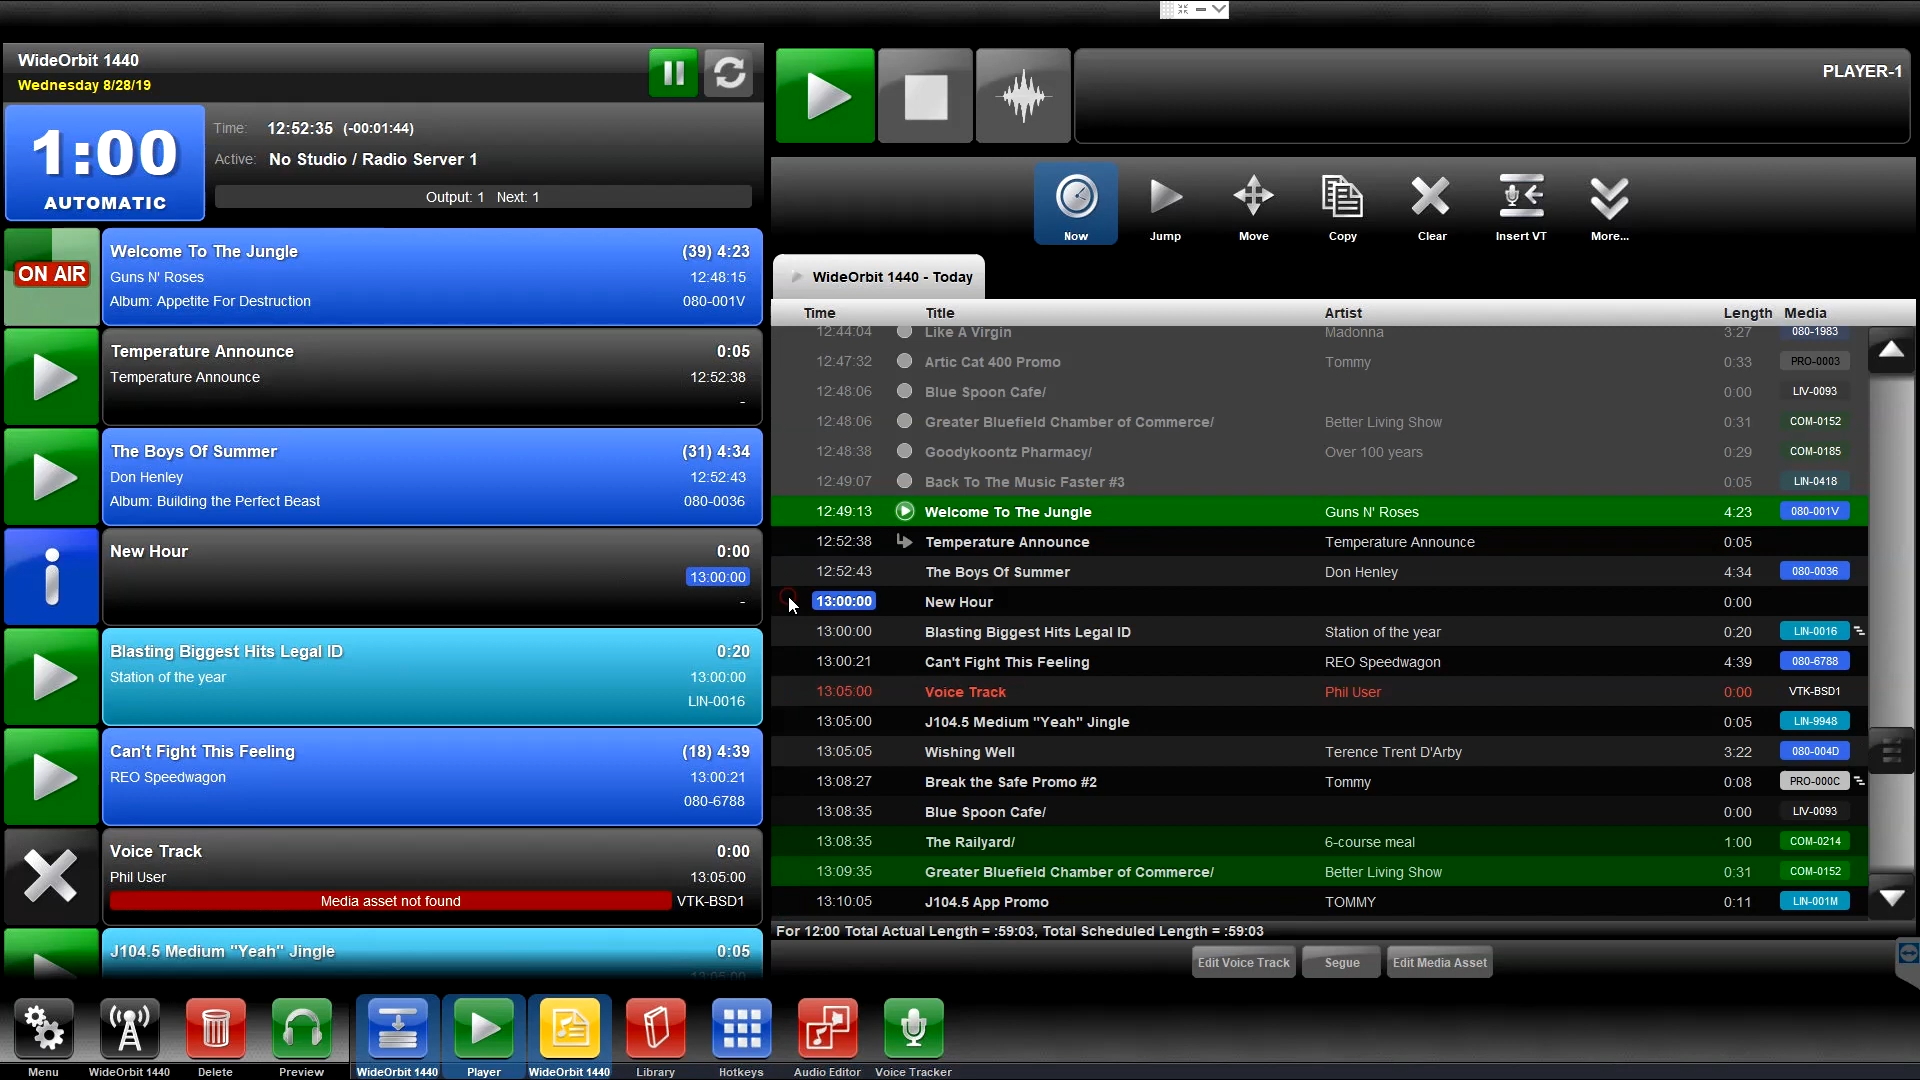 WideOrbit 1440
Wednesday 8/28/19
1:00
AUTOMATIC
Time: 12:52:35 (-00:01:44)
Active: No Studio / Radio Server 1
Output: 1 Next: 1
ON AIR
Welcome To The Jungle (39) 4:23
Guns N' Roses 12:48:15
Album: Appetite For Destruction 080-001V
Temperature Announce 0:05
Temperature Announce 12:52:38
-
The Boys Of Summer (31) 4:34
Don Henley 12:52:43
Album: Building the Perfect Beast 080-0036
New Hour 0:00
13:00:00
-
Blasting Biggest Hits Legal ID 0:20
Station of the year 13:00:00
LIN-0016
Can't Fight This Feeling (18) 4:39
REO Speedwagon 13:00:21
080-6788
Voice Track 0:00
Phil User 13:05:00
Media asset not found VTK-BSD1
J104.5 Medium "Yeah" Jingle 0:05
13:05:00
PLAYER-1
Now
Jump
Move
Copy
Clear
Insert VT
More...
WideOrbit 1440 - Today
Time Title Artist Length Media
12:44:04 Like A Virgin Madonna 3:27 080-1983
12:47:32 Artic Cat 400 Promo Tommy 0:33 PRO-0003
12:48:06 Blue Spoon Cafe/ 0:00 LIV-0093
12:48:06 Greater Bluefield Chamber of Commerce/ Better Living Show 0:31 COM-0152
12:48:38 Goodykoontz Pharmacy/ Over 100 years 0:29 COM-0185
12:49:07 Back To The Music Faster #3 0:05 LIN-0418
12:49:13 Welcome To The Jungle Guns N' Roses 4:23 080-001V
12:52:38 Temperature Announce Temperature Announce 0:05
12:52:43 The Boys Of Summer Don Henley 4:34 080-0036
13:00:00 New Hour 0:00
13:00:00 Blasting Biggest Hits Legal ID Station of the year 0:20 LIN-0016
13:00:21 Can't Fight This Feeling REO Speedwagon 4:39 080-6788
13:05:00 Voice Track Phil User 0:00 VTK-BSD1
13:05:00 J104.5 Medium "Yeah" Jingle 0:05 LIN-9948
13:05:05 Wishing Well Terence Trent D'Arby 3:22 080-004D
13:08:27 Break the Safe Promo #2 Tommy 0:08 PRO-000C
13:08:35 Blue Spoon Cafe/ 0:00 LIV-0093
13:08:35 The Railyard/ 6-course meal 1:00 COM-0214
13:09:35 Greater Bluefield Chamber of Commerce/ Better Living Show 0:31 COM-0152
13:10:05 J104.5 App Promo TOMMY 0:11 LIN-001M
For 12:00 Total Actual Length = :59:03, Total Scheduled Length = :59:03
Edit Voice Track
Segue
Edit Media Asset
Menu
WideOrbit 1440
Delete
Preview
WideOrbit 1440
Player
WideOrbit 1440
Library
Hotkeys
Audio Editor
Voice Tracker